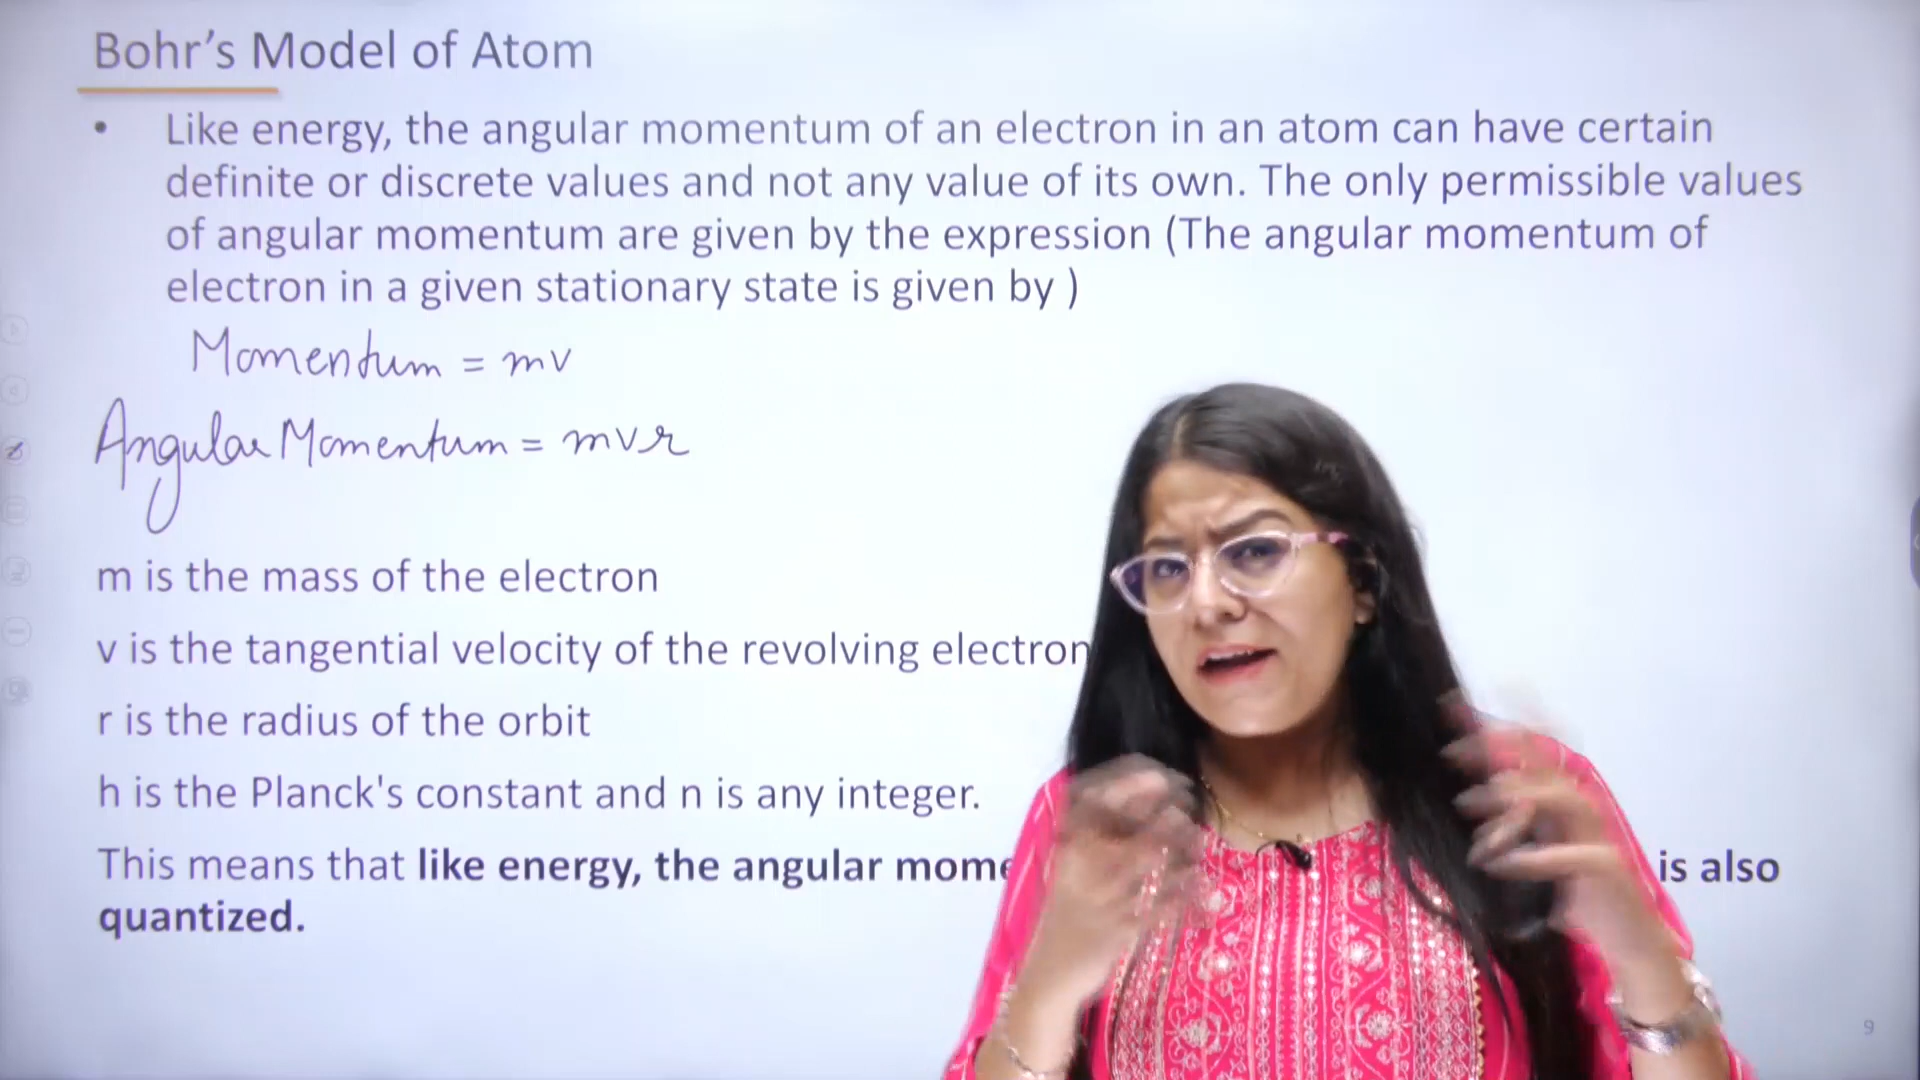 Bohr's Model of Atom
• Like energy, the angular momentum of an electron in an atom can have certain
definite or discrete values and not any value of its own. The only permissible values
of angular momentum are given by the expression (The angular momentum of
electron in a given stationary state is given by )
Momentum = mv
Angular Momentum = mvr
m is the mass of the electron
v is the tangential velocity of the revolving electron
r is the radius of the orbit
h is the Planck's constant and n is any integer.
This means that like energy, the angular is also
quantized.
9